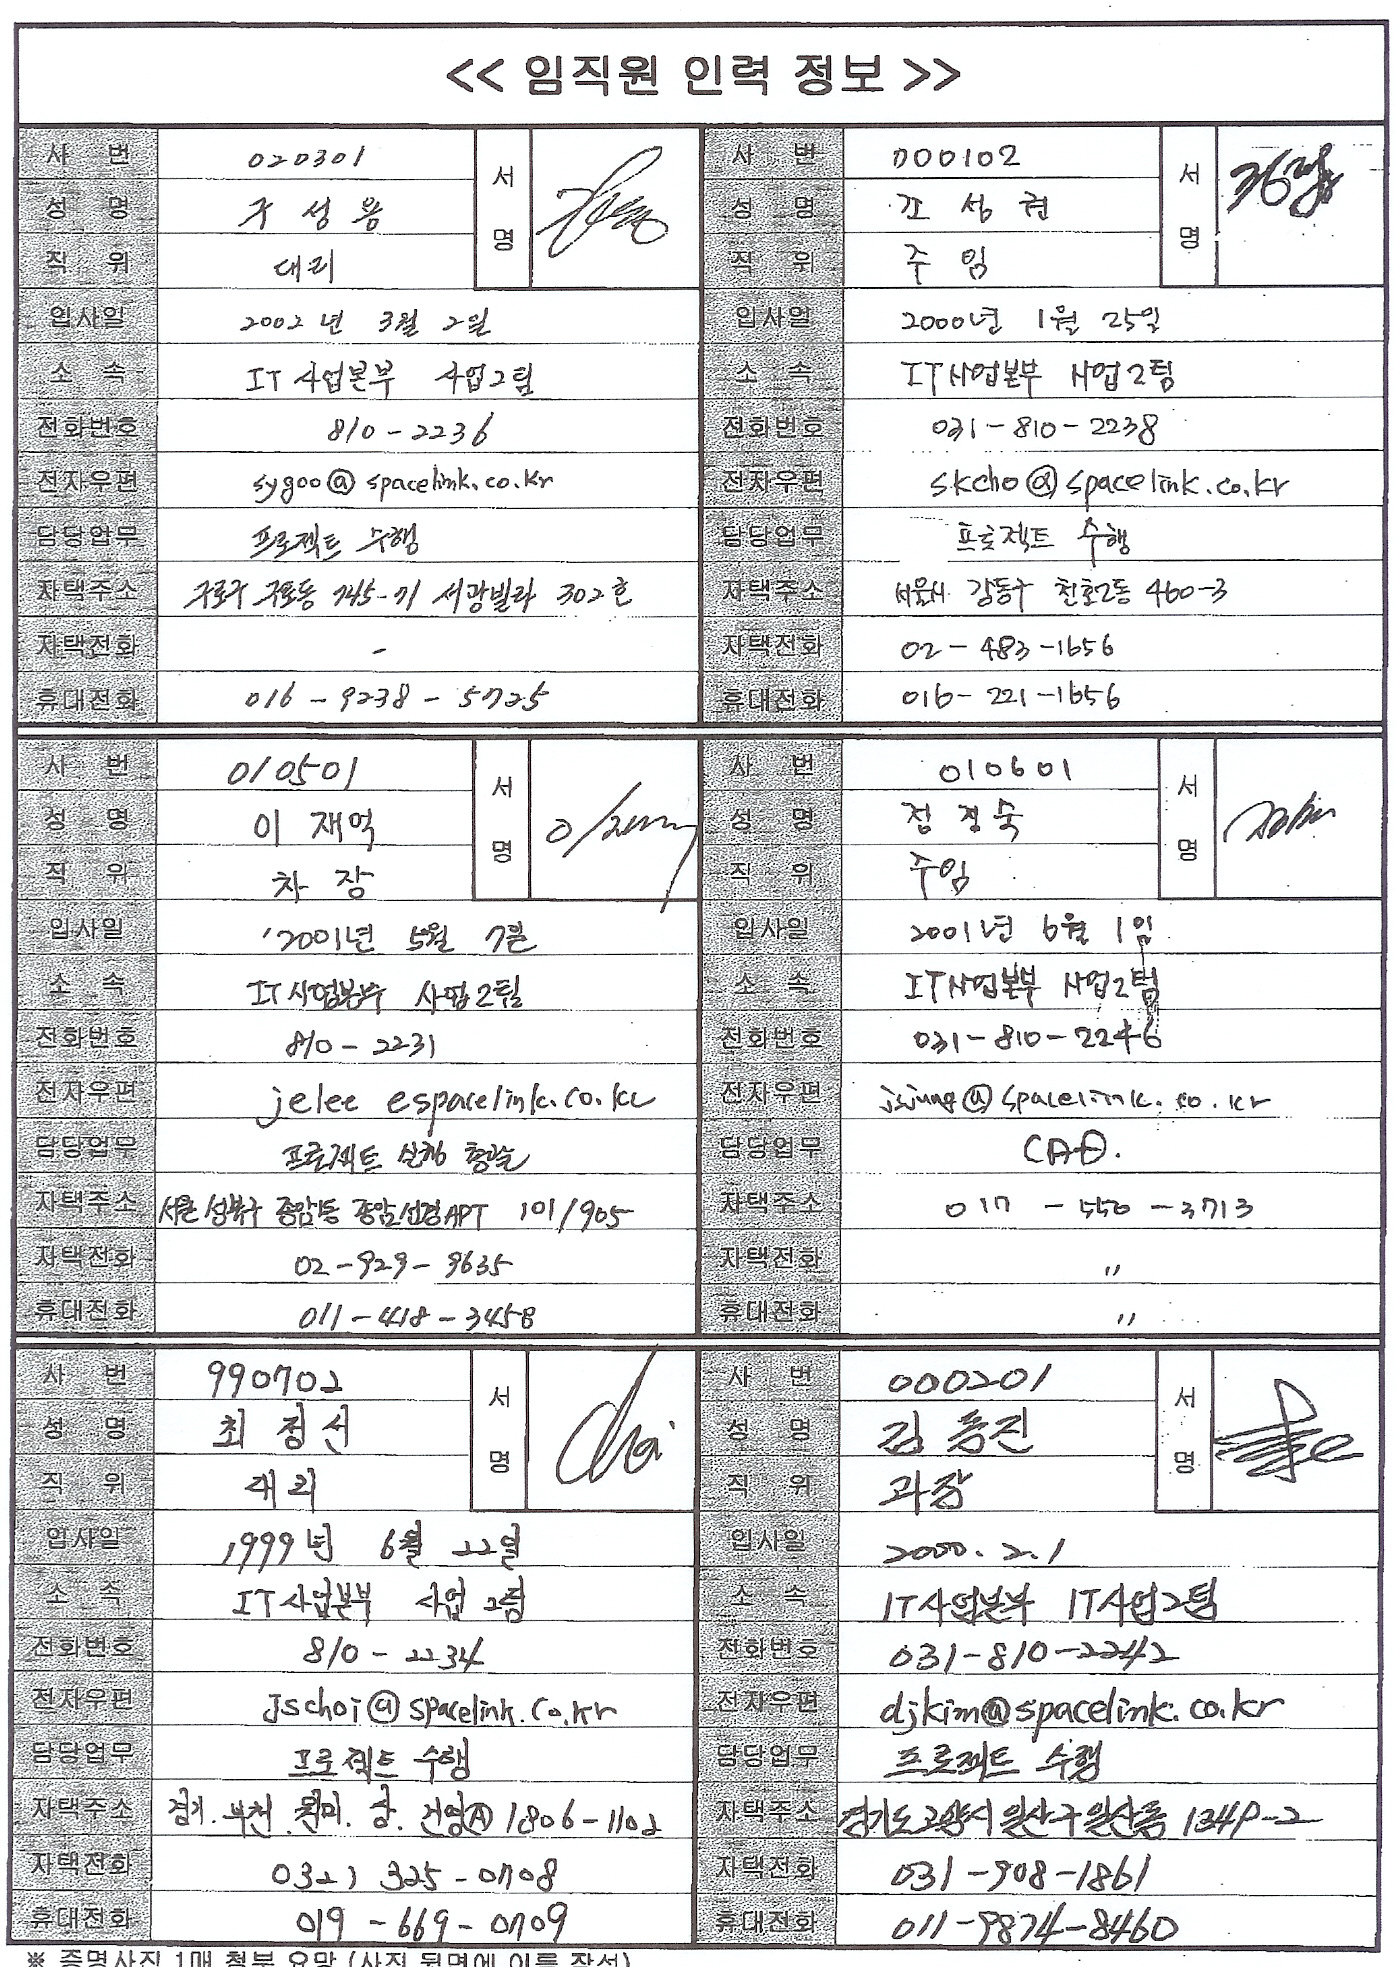 << 임직원 인력 정보 >>
사 번 020301 서명
성 명 구성용
직 위 대리
입사일 2002년 3월 2일
소 속 IT사업본부 사업2팀
전화번호 810-2236
전자우편 sygoo@spacelink.co.kr
담당업무 프로젝트 수행
자택주소 구로구 구로동 745-71 서광빌라 302호
자택전화 -
휴대전화 016-9238-5725
사 번 000102 서명
성 명 조성권
직 위 주임
입사일 2000년 1월 25일
소 속 IT사업본부 사업2팀
전화번호 031-810-2238
전자우편 skcho@spacelink.co.kr
담당업무 프로젝트 수행
자택주소 서울시 강동구 천호2동 460-3
자택전화 02-483-1656
휴대전화 016-221-1656
사 번 010501 서명
성 명 이재억
직 위 차장
입사일 '2001년 5월 7일
소 속 IT사업본부 사업2팀
전화번호 810-2231
전자우편 jelee@spacelink.co.kr
담당업무 프로젝트
자택주소 서울 성북구 종암1동 종암선경APT 101/905
자택전화 02-929-9635
휴대전화 011-418-3458
사 번 010601 서명
성 명 정정숙
직 위 주임
입사일 2001년 6월 1일
소 속 IT사업본부 사업2팀
전화번호 031-810-2246
전자우편 jsjung@spacelink.co.kr
담당업무 CAD.
자택주소 017-550-3713
자택전화 "
휴대전화 "
사 번 990702 서명
성 명 최정선
직 위 대리
입사일 1999년 6월 22일
소 속 IT사업본부 사업2팀
전화번호 810-2234
전자우편 jschoi@spacelink.co.kr
담당업무 프로젝트 수행
자택주소 경기. 부천. 원미. 상. 건영Ⓐ 1806-1102
자택전화 032) 325-0708
휴대전화 019-669-0709
사 번 000201 서명
성 명 김동진
직 위 과장
입사일 2000.2.1
소 속 IT사업본부 IT사업2팀
전화번호 031-810-2242
전자우편 djkim@spacelink.co.kr
담당업무 프로젝트 수행
자택주소 경기도 고양시 일산구 일산동 1349-2
자택전화 031-908-1861
휴대전화 011-9874-8460
※ 증명사진 1매 첨부 요망 (사진 뒷면에 이름 작성)